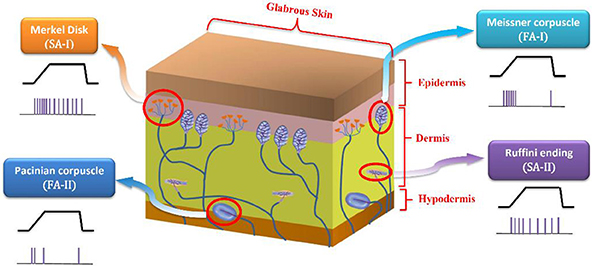 Glabrous Skin
Merkel Disk
(SA-I)
Meissner corpuscle
(FA-I)
Epidermis
Dermis
Hypodermis
Pacinian corpuscle
(FA-II)
Ruffini ending
(SA-II)